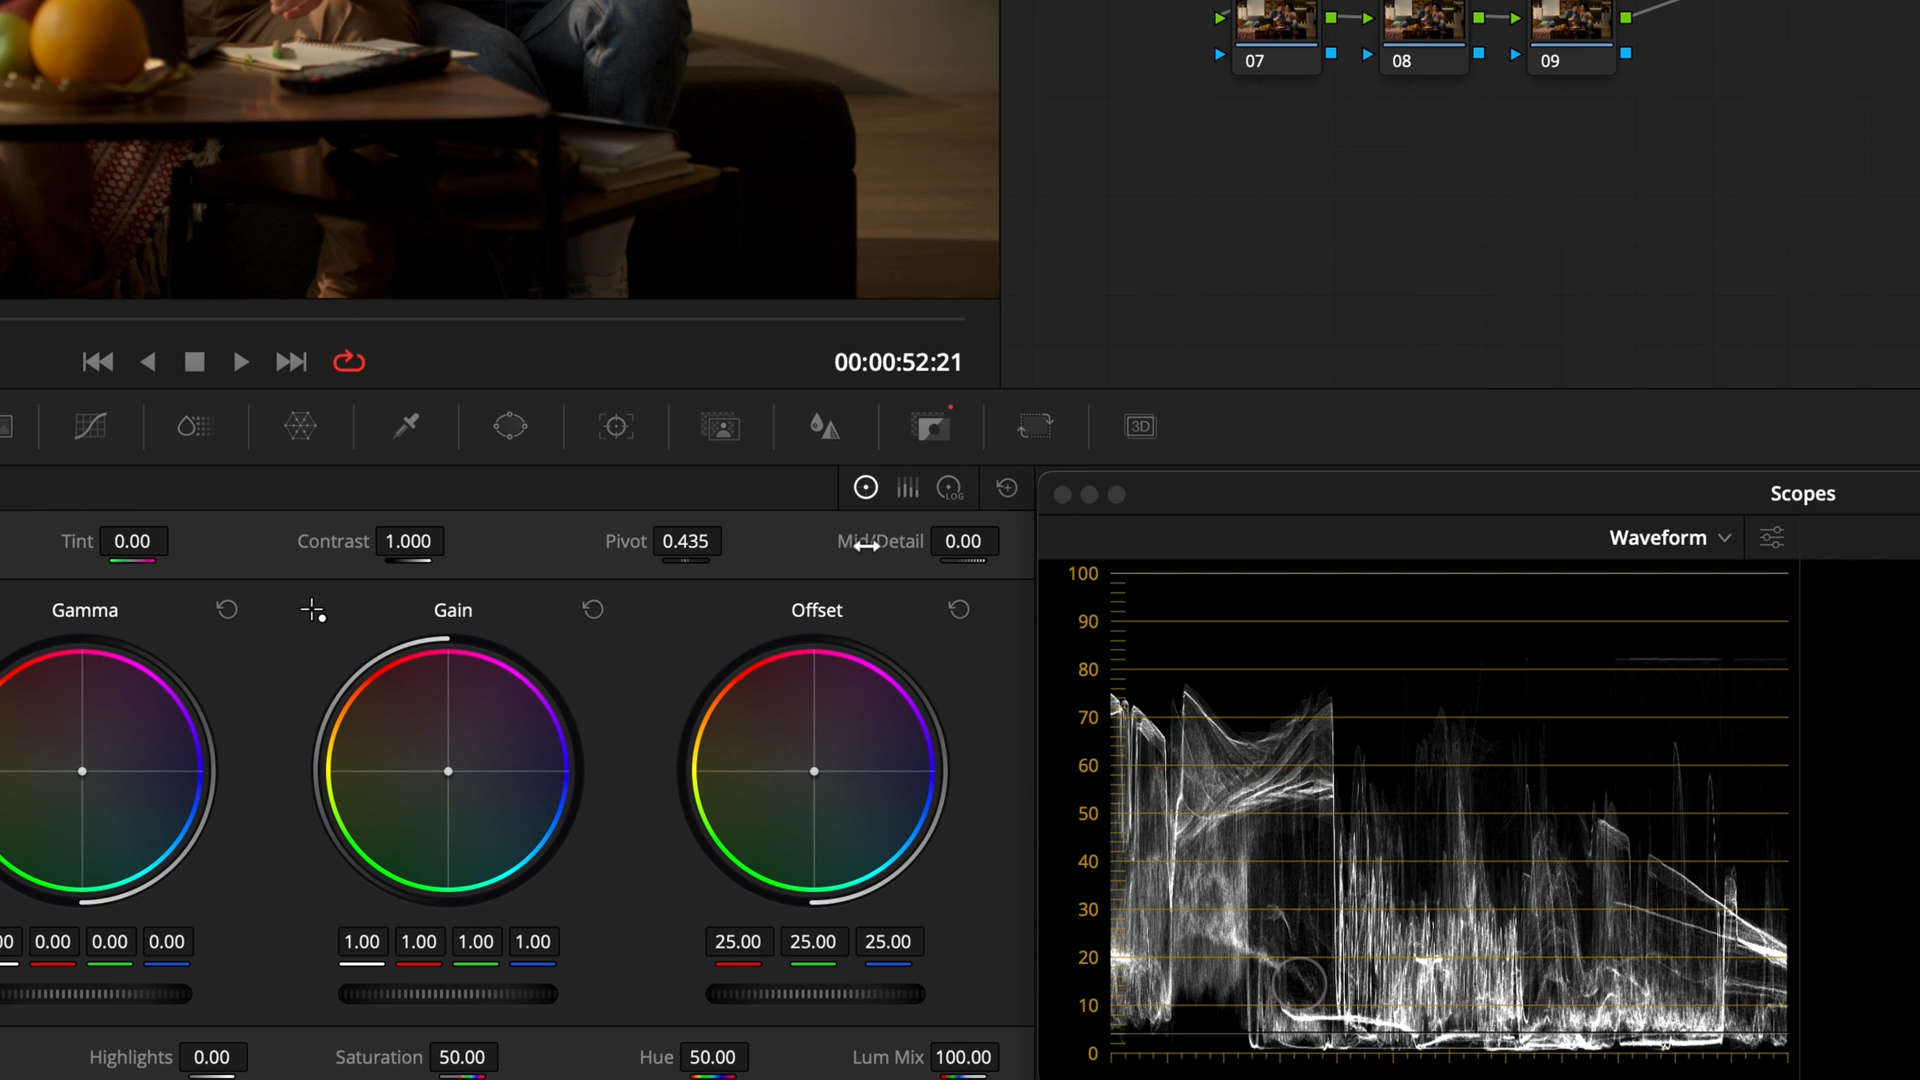 07 08 09
00:00:52:21
3D
LOG
Scopes
Tint 0.00 Contrast 1.000 Pivot 0.435 Mid/Detail 0.00
Waveform
Gamma Gain Offset
100
90
80
70
60
50
40
30
20
10
0
00 0.00 0.00 0.00 1.00 1.00 1.00 1.00 25.00 25.00 25.00
Highlights 0.00 Saturation 50.00 Hue 50.00 Lum Mix 100.00